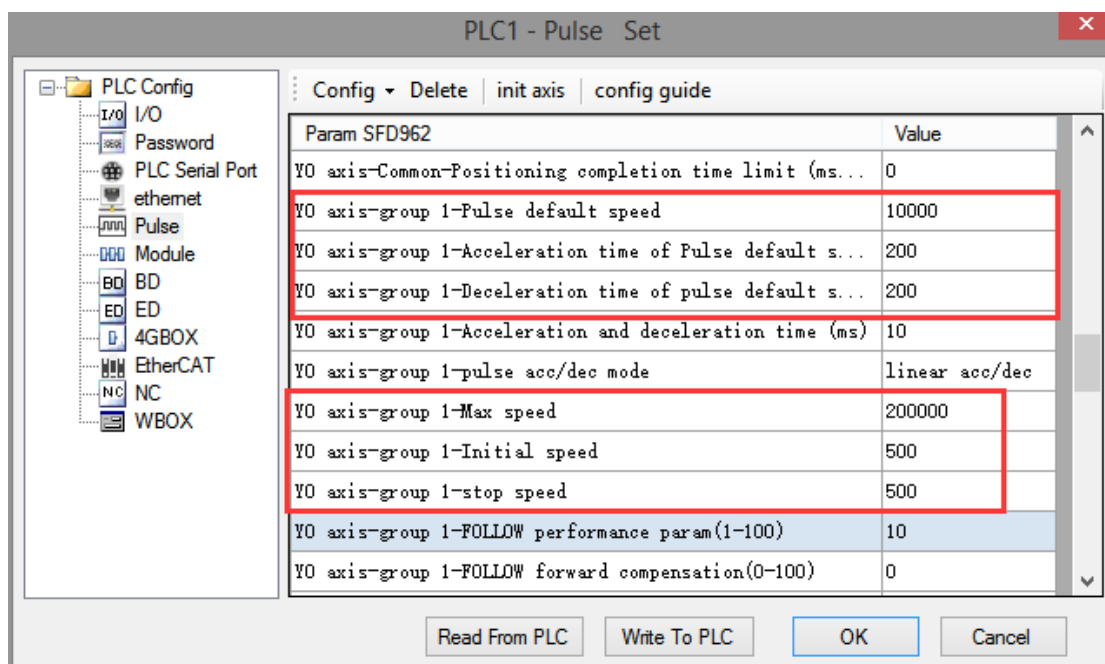 PLC1 - Pulse Set
PLC Config
I/O I/O
Password
PLC Serial Port
ethernet
Pulse
Module
BD BD
ED ED
4GBOX
EtherCAT
NC NC
WBOX
Config Delete init axis config guide
Param SFD962 Value
Y0 axis-Common-Positioning completion time limit (ms... 0
Y0 axis-group 1-Pulse default speed 10000
Y0 axis-group 1-Acceleration time of Pulse default s... 200
Y0 axis-group 1-Deceleration time of pulse default s... 200
Y0 axis-group 1-Acceleration and deceleration time (ms) 10
Y0 axis-group 1-pulse acc/dec mode linear acc/dec
Y0 axis-group 1-Max speed 200000
Y0 axis-group 1-Initial speed 500
Y0 axis-group 1-stop speed 500
Y0 axis-group 1-FOLLOW performance param(1-100) 10
Y0 axis-group 1-FOLLOW forward compensation(0-100) 0
Read From PLC Write To PLC OK Cancel